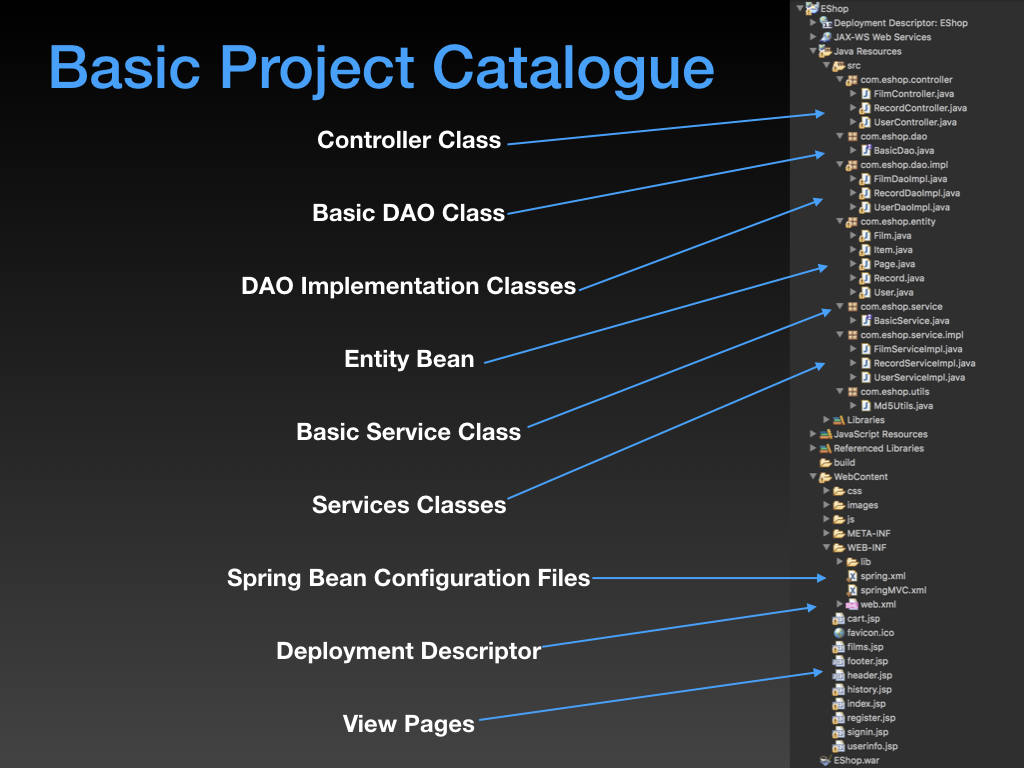 Basic Project Catalogue
Controller Class
Basic DAO Class
DAO Implementation Classes
Entity Bean
Basic Service Class
Services Classes
Spring Bean Configuration Files
Deployment Descriptor
View Pages
EShop
Deployment Descriptor: EShop
JAX-WS Web Services
Java Resources
src
com.eshop.controller
FilmController.java
RecordController.java
UserController.java
com.eshop.dao
BasicDao.java
com.eshop.dao.impl
FilmDaoImpl.java
RecordDaoImpl.java
UserDaoImpl.java
com.eshop.entity
Film.java
Item.java
Page.java
Record.java
User.java
com.eshop.service
BasicService.java
com.eshop.service.impl
FilmServiceImpl.java
RecordServiceImpl.java
UserServiceImpl.java
com.eshop.utils
Md5Utils.java
Libraries
JavaScript Resources
Referenced Libraries
build
WebContent
css
images
js
META-INF
WEB-INF
lib
spring.xml
springMVC.xml
web.xml
cart.jsp
favicon.ico
films.jsp
footer.jsp
header.jsp
history.jsp
index.jsp
register.jsp
signin.jsp
userinfo.jsp
EShop.war